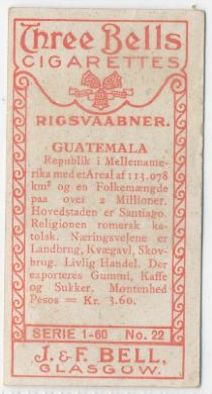 Three Bells
CIGARETTES
RIGSVAABNER.
GUATEMALA
Republik i Mellemame-
rika med et Areal af 113.078
km² og en Folkemængde
paa over 2 Millioner.
Hovedstaden er Santiago.
Religionen romersk ka-
tolsk. Næringsvejene er
Landbrug, Kvægavl, Skov-
brug. Livlig Handel. Der
exporteres Gummi, Kaffe
og Sukker. Møntenhed
Pesos = Kr. 3.60.
SERIE 1-60 No. 22
J. & F. BELL,
GLASGOW.